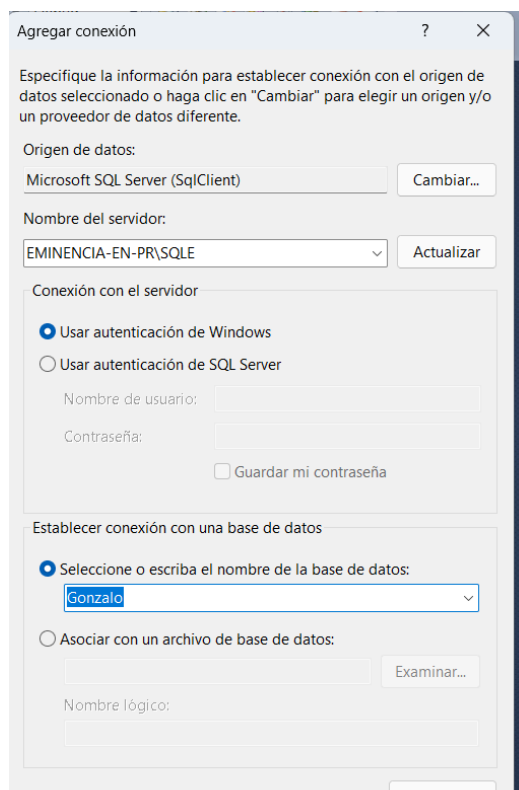 Agregar conexión ? ×
Especifique la información para establecer conexión con el origen de
datos seleccionado o haga clic en "Cambiar" para elegir un origen y/o
un proveedor de datos diferente.
Origen de datos:
Microsoft SQL Server (SqlClient) Cambiar...
Nombre del servidor:
EMINENCIA-EN-PR\SQLE Actualizar
Conexión con el servidor
Usar autenticación de Windows
Usar autenticación de SQL Server
Nombre de usuario:
Contraseña:
Guardar mi contraseña
Establecer conexión con una base de datos
Seleccione o escriba el nombre de la base de datos:
Gonzalo
Asociar con un archivo de base de datos:
Examinar...
Nombre lógico: